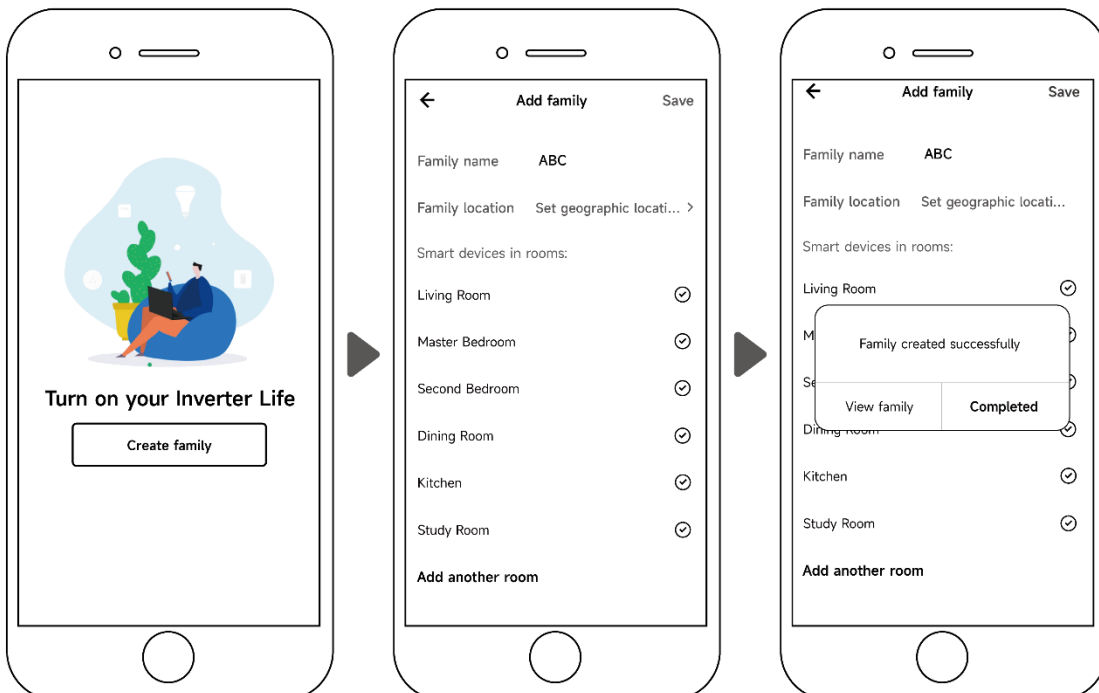 Turn on your Inverter Life
Create family
Add family
Save
Family name ABC
Family location Set geographic locati...
Smart devices in rooms:
Living Room
Master Bedroom
Second Bedroom
Dining Room
Kitchen
Study Room
Add another room
Add family
Save
Family name ABC
Family location Set geographic locati...
Smart devices in rooms:
Living Room
M
Family created successfully
Se
View family
Completed
Dining Room
Kitchen
Study Room
Add another room